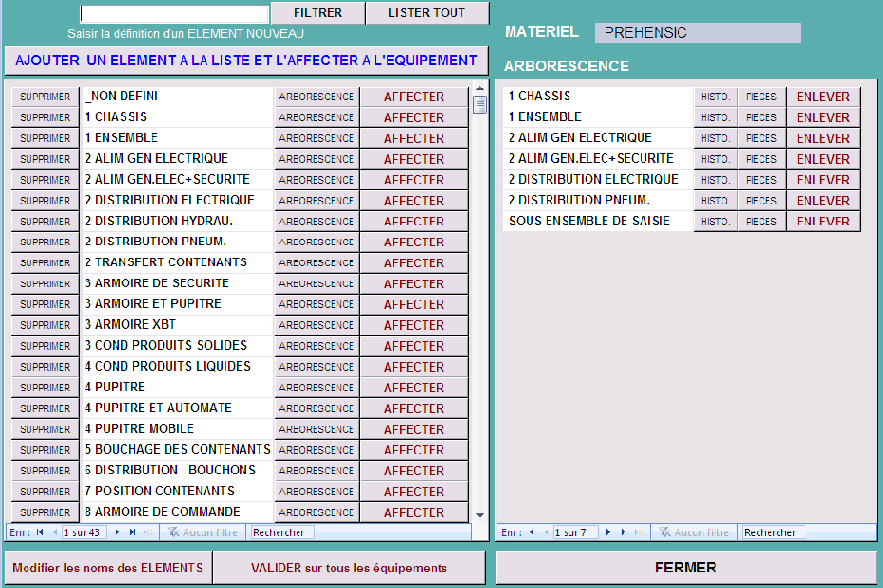 FILTRER LISTER TOUT
Saisir la définition d'un ELEMENT NOUVEAU
AJOUTER UN ELEMENT A LA LISTE ET L'AFFECTER A L'EQUIPEMENT
SUPPRIMER _NON DEFINI ARBORESCENCE AFFECTER
SUPPRIMER 1 CHASSIS ARBORESCENCE AFFECTER
SUPPRIMER 1 ENSEMBLE ARBORESCENCE AFFECTER
SUPPRIMER 2 ALIM GEN ELECTRIQUE ARBORESCENCE AFFECTER
SUPPRIMER 2 ALIM GEN.ELEC+SECURITE ARBORESCENCE AFFECTER
SUPPRIMER 2 DISTRIBUTION ELECTRIQUE ARBORESCENCE AFFECTER
SUPPRIMER 2 DISTRIBUTION HYDRAU. ARBORESCENCE AFFECTER
SUPPRIMER 2 DISTRIBUTION PNEUM. ARBORESCENCE AFFECTER
SUPPRIMER 2 TRANSFERT CONTENANTS ARBORESCENCE AFFECTER
SUPPRIMER 3 ARMOIRE DE SECURITE ARBORESCENCE AFFECTER
SUPPRIMER 3 ARMOIRE ET PUPITRE ARBORESCENCE AFFECTER
SUPPRIMER 3 ARMOIRE XBT ARBORESCENCE AFFECTER
SUPPRIMER 3 COND PRODUITS SOLIDES ARBORESCENCE AFFECTER
SUPPRIMER 3 COND PRODUITS LIQUIDES ARBORESCENCE AFFECTER
SUPPRIMER 4 PUPITRE ARBORESCENCE AFFECTER
SUPPRIMER 4 PUPITRE ET AUTOMATE ARBORESCENCE AFFECTER
SUPPRIMER 4 PUPITRE MOBILE ARBORESCENCE AFFECTER
SUPPRIMER 5 BOUCHAGE DES CONTENANTS ARBORESCENCE AFFECTER
SUPPRIMER 6 DISTRIBUTION BOUCHONS ARBORESCENCE AFFECTER
SUPPRIMER 7 POSITION CONTENANTS ARBORESCENCE AFFECTER
SUPPRIMER 8 ARMOIRE DE COMMANDE ARBORESCENCE AFFECTER
Enr : 1 sur 43 Aucun filtre Rechercher
Modifier les noms des ELEMENTS VALIDER sur tous les équipements
MATERIEL PREHENSIC
ARBORESCENCE
1 CHASSIS HISTO. PIECES ENLEVER
1 ENSEMBLE HISTO. PIECES ENLEVER
2 ALIM GEN ELECTRIQUE HISTO. PIECES ENLEVER
2 ALIM GEN.ELEC+SECURITE HISTO. PIECES ENLEVER
2 DISTRIBUTION ELECTRIQUE HISTO. PIECES ENLEVER
2 DISTRIBUTION PNEUM. HISTO. PIECES ENLEVER
SOUS ENSEMBLE DE SAISIE HISTO. PIECES ENLEVER
Enr : 1 sur 7 Aucun filtre Rechercher
FERMER